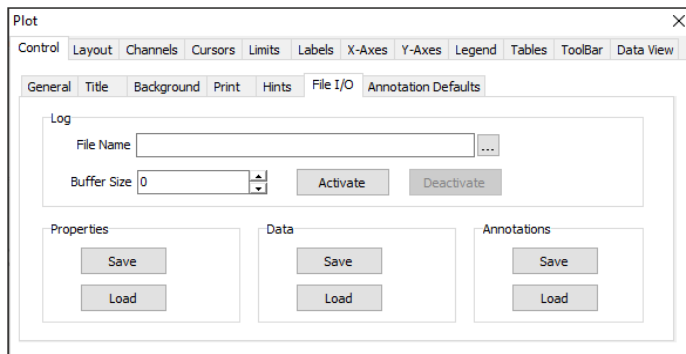 Plot
Control Layout Channels Cursors Limits Labels X-Axes Y-Axes Legend Tables ToolBar Data View
General Title Background Print Hints File I/O Annotation Defaults
Log
File Name ...
Buffer Size 0 Activate Deactivate
Properties Data Annotations
Save Save Save
Load Load Load